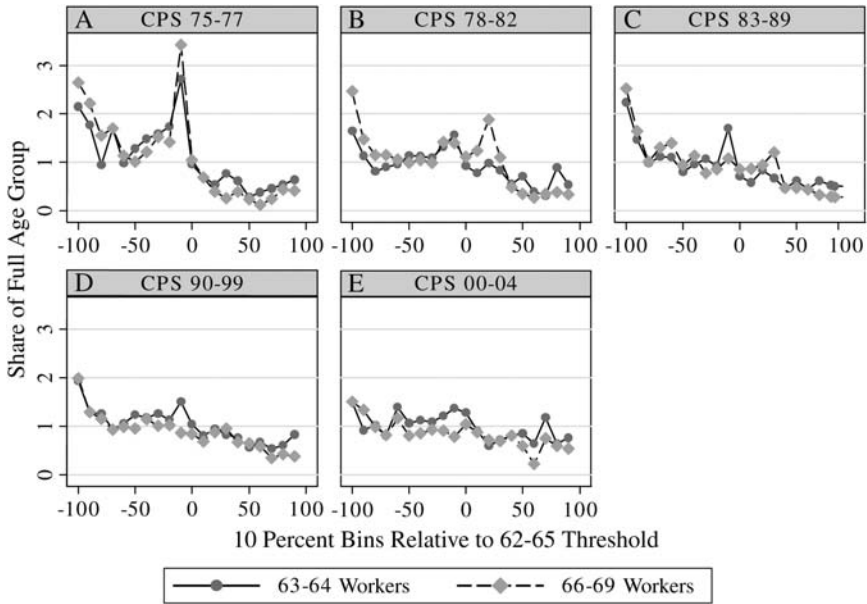 A CPS 75-77
B CPS 78-82
C CPS 83-89
3
2
1
0
-100 -50 0 50 100
-100 -50 0 50 100
-100 -50 0 50 100
D CPS 90-99
E CPS 00-04
Share of Full Age Group
3
2
1
0
-100 -50 0 50 100
-100 -50 0 50 100
10 Percent Bins Relative to 62-65 Threshold
63-64 Workers
66-69 Workers